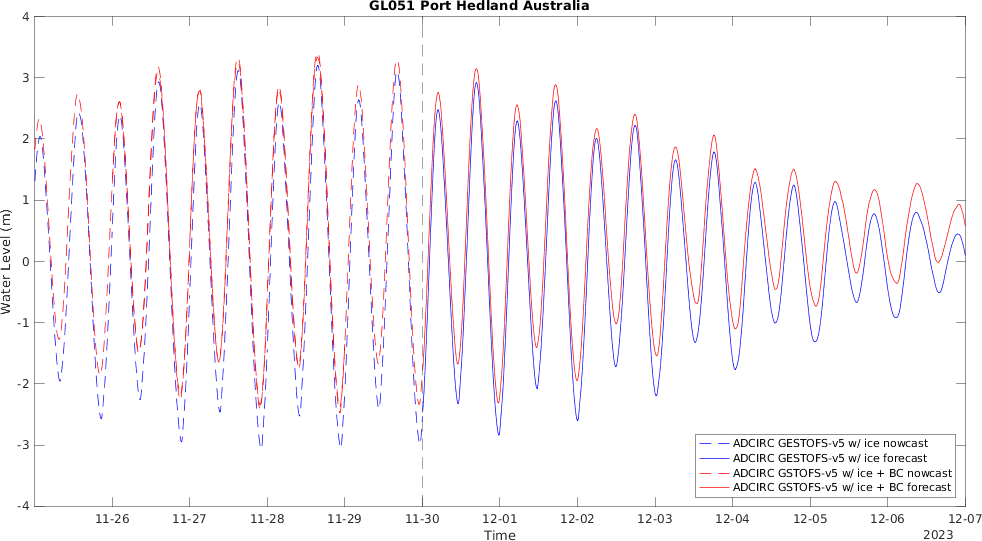 GL051 Port Hedland Australia
4
3
2
1
0
-1
-2
-3
-4
Water Level (m)
11-26 11-27 11-28 11-29 11-30 12-01 12-02 12-03 12-04 12-05 12-06 12-07
Time
2023
ADCIRC GESTOFS-v5 w/ ice nowcast
ADCIRC GESTOFS-v5 w/ ice forecast
ADCIRC GSTOFS-v5 w/ ice + BC nowcast
ADCIRC GSTOFS-v5 w/ ice + BC forecast